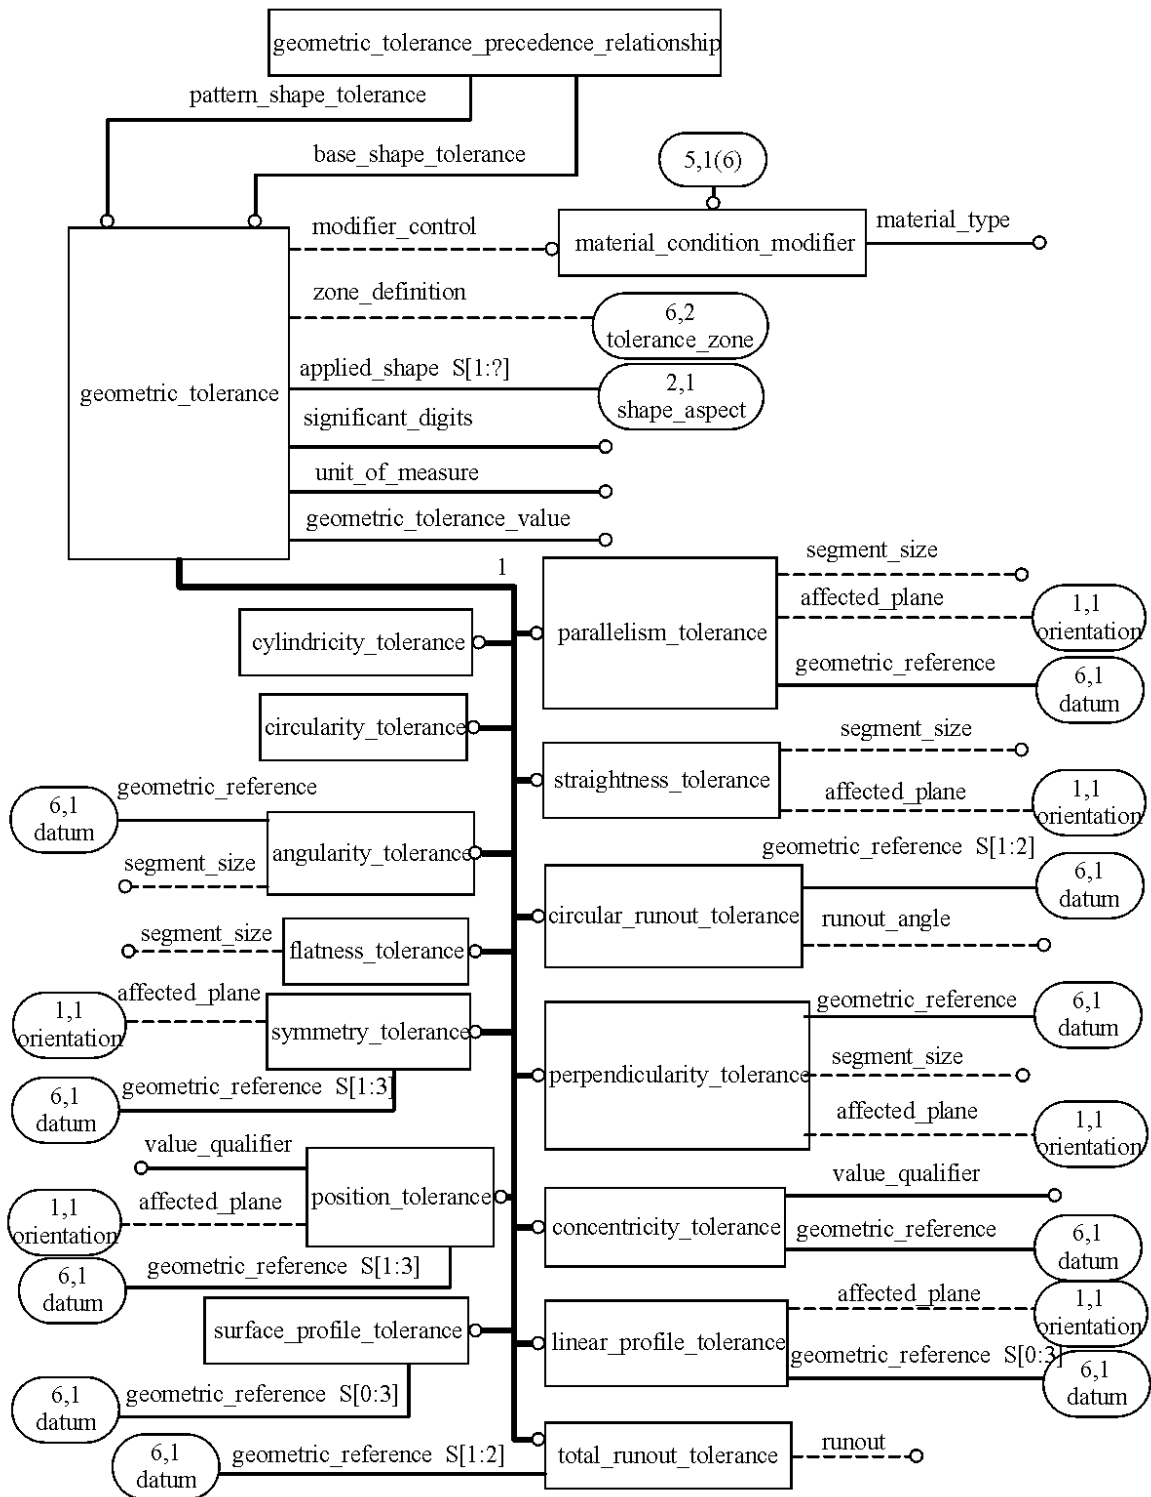 geometric_tolerance_precedence_relationship
pattern_shape_tolerance
base_shape_tolerance
5,1(6)
modifier_control
material_condition_modifier
material_type
zone_definition
6,2
tolerance_zone
applied_shape S[1:?]
2,1
shape_aspect
geometric_tolerance
significant_digits
unit_of_measure
geometric_tolerance_value
1
segment_size
affected_plane
1,1
orientation
parallelism_tolerance
geometric_reference
6,1
datum
cylindricity_tolerance
circularity_tolerance
segment_size
straightness_tolerance
affected_plane
1,1
orientation
geometric_reference
6,1
datum
angularity_tolerance
segment_size
geometric_reference S[1:2]
6,1
datum
circular_runout_tolerance
runout_angle
segment_size
flatness_tolerance
affected_plane
1,1
orientation
symmetry_tolerance
geometric_reference S[1:3]
6,1
datum
geometric_reference
6,1
datum
perpendicularity_tolerance
segment_size
affected_plane
1,1
orientation
value_qualifier
position_tolerance
affected_plane
1,1
orientation
geometric_reference S[1:3]
6,1
datum
value_qualifier
concentricity_tolerance
geometric_reference
6,1
datum
surface_profile_tolerance
geometric_reference S[0:3]
6,1
datum
affected_plane
1,1
orientation
linear_profile_tolerance
geometric_reference S[0:3]
6,1
datum
6,1
datum
geometric_reference S[1:2]
total_runout_tolerance
runout